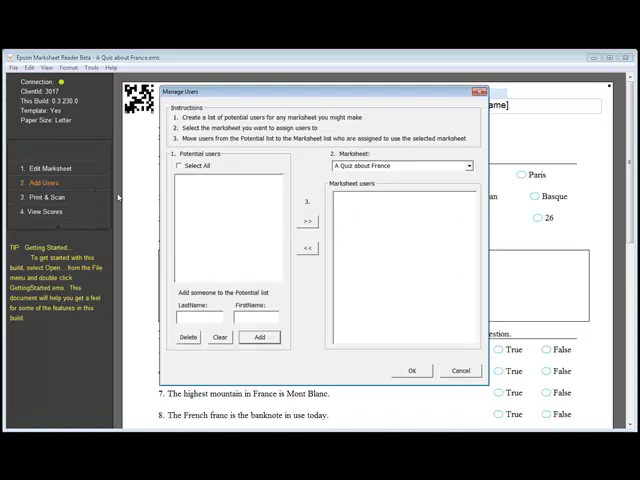 Epson Marksheet Reader Beta - A Quiz about France.ems
File Edit View Format Tools Help
Connection:
ClientId: 3017
This Build: 0.3.230.0
Template: Yes
Paper Size: Letter
1. Edit Marksheet
2 Add Users
3. Print & Scan
4. View Scores
TIP: Getting Started...
To get started with this
build, select Open... from the File
menu and double click
GettingStarted.ems. This
document will help you get a feel
for some of the features in this
build.
Manage Users
Instructions
1. Create a list of potential users for any marksheet you might make
2. Select the marksheet you want to assign users to
3. Move users from the Potential list to the Marksheet list who are assigned to use the selected marksheet
1. Potential users
Select All
2. Marksheet:
A Quiz about France
Marksheet users
3.
>>
<<
Add someone to the Potential list
LastName:
FirstName:
Delete
Clear
Add
OK
Cancel
ame]
Paris
an
Basque
26
estion.
True
False
True
False
7. The highest mountain in France is Mont Blanc.
True
False
8. The French franc is the banknote in use today.
True
False